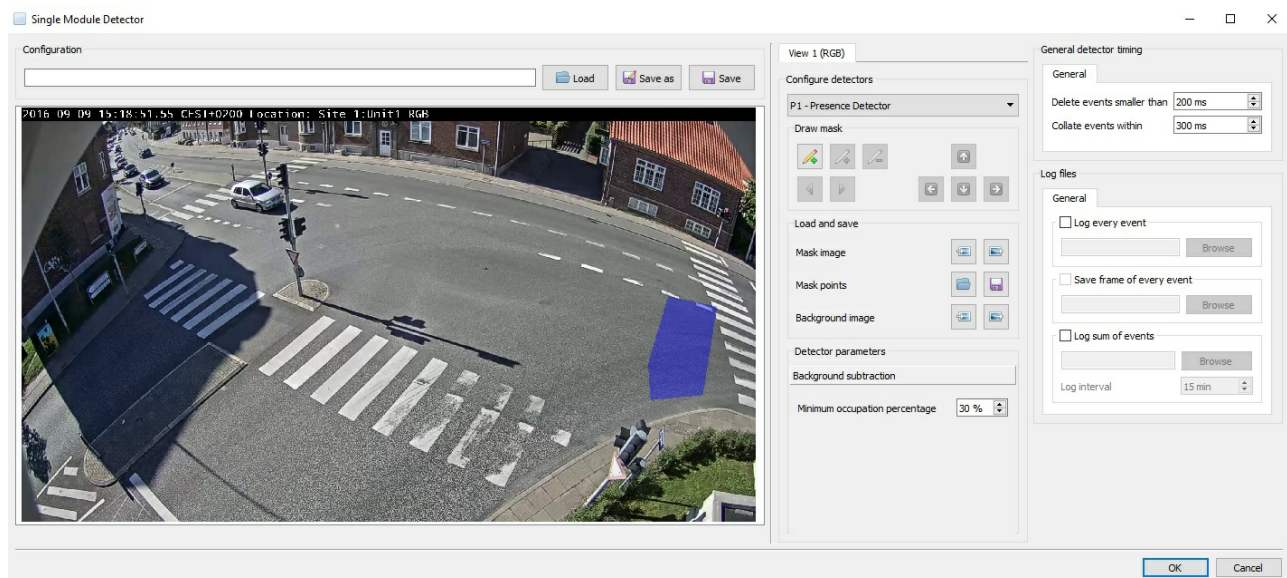 Single Module Detector
Configuration
Load
Save as
Save
2016 09 09 15:18:51.55 CEST+0200 Location: Site 1:Unit1 RGB
View 1 (RGB)
Configure detectors
P1 - Presence Detector
Draw mask
Load and save
Mask image
Mask points
Background image
Detector parameters
Background subtraction
Minimum occupation percentage 30 %
General detector timing
General
Delete events smaller than 200 ms
Collate events within 300 ms
Log files
General
Log every event
Browse
Save frame of every event
Browse
Log sum of events
Browse
Log interval 15 min
OK
Cancel